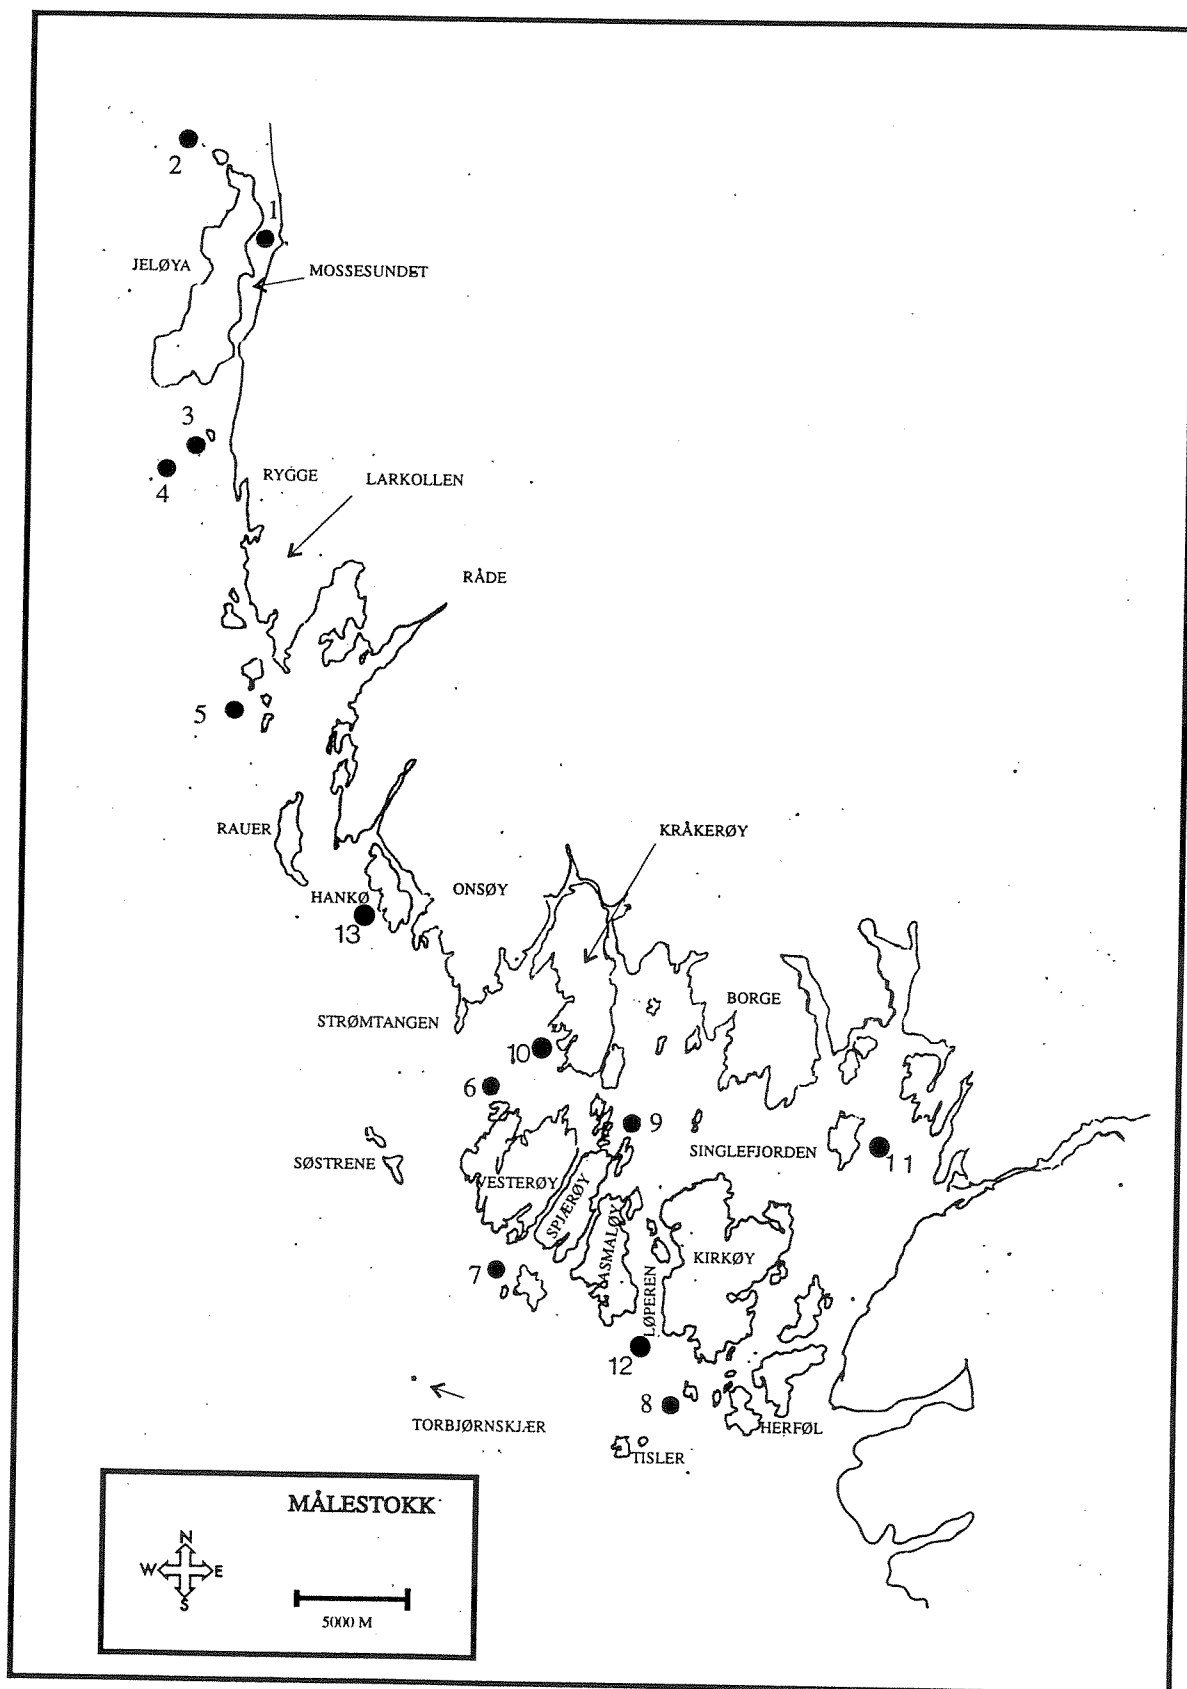 2
1
JELØYA
MOSSESUNDET
3
4
RYGGE
LARKOLLEN
RÅDE
5
RAUER
KRÅKERØY
HANKØ
ONSØY
13
BORGE
STRØMTANGEN
10
6
9
SINGLEFJORDEN
11
SØSTRENE
VESTERØY
SPJÆRØY
ASMALØY
KIRKØY
LØPEREN
7
12
8
TORBJØRNSKJÆR
HERFØL
TISLER
MÅLESTOKK
N
W E
S
5000 M